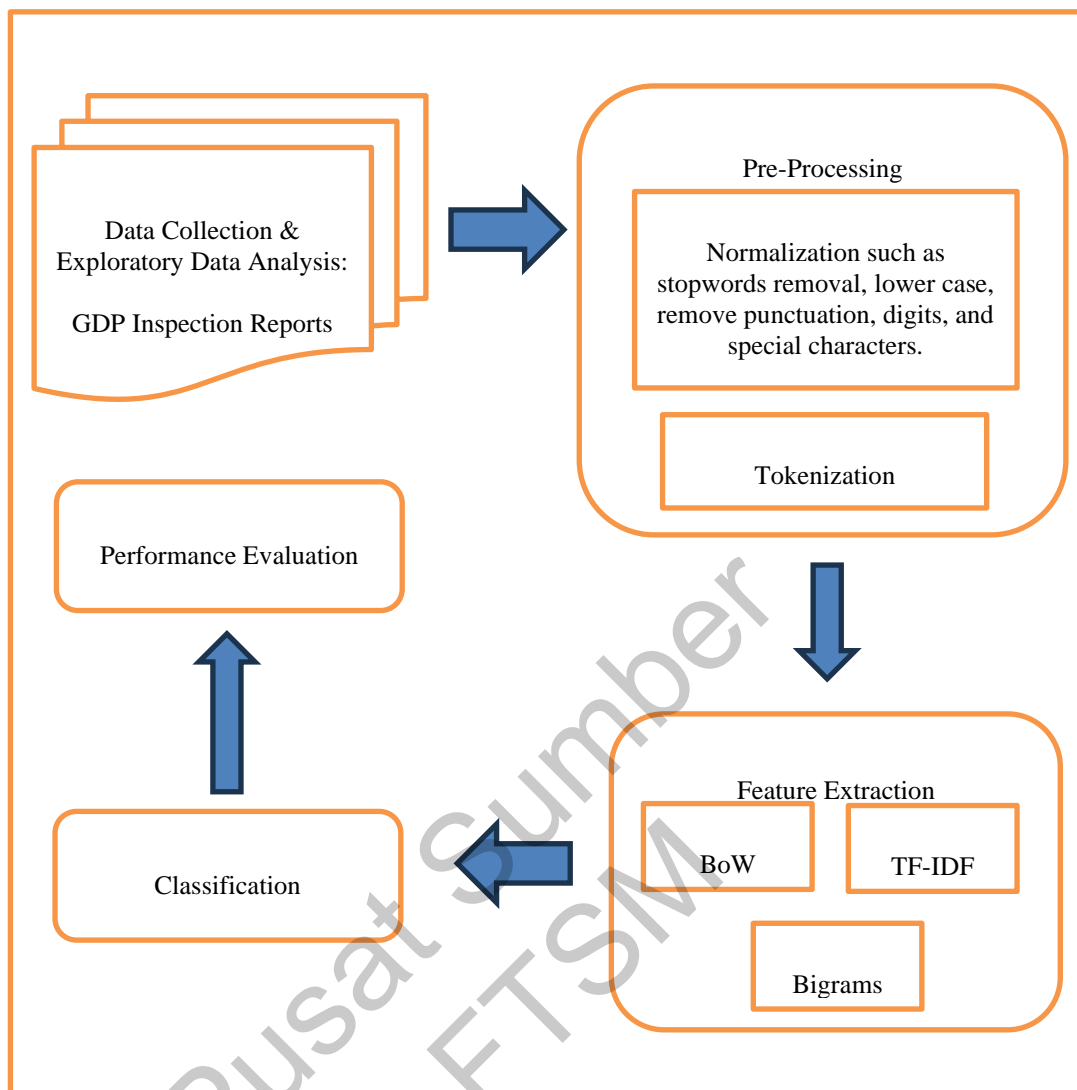 Data Collection &
Exploratory Data Analysis:
GDP Inspection Reports
Pre-Processing
Normalization such as
stopwords removal, lower case,
remove punctuation, digits, and
special characters.
Tokenization
Feature Extraction
BoW
TF-IDF
Bigrams
Classification
Performance Evaluation
Pusat Sumber
FTSM